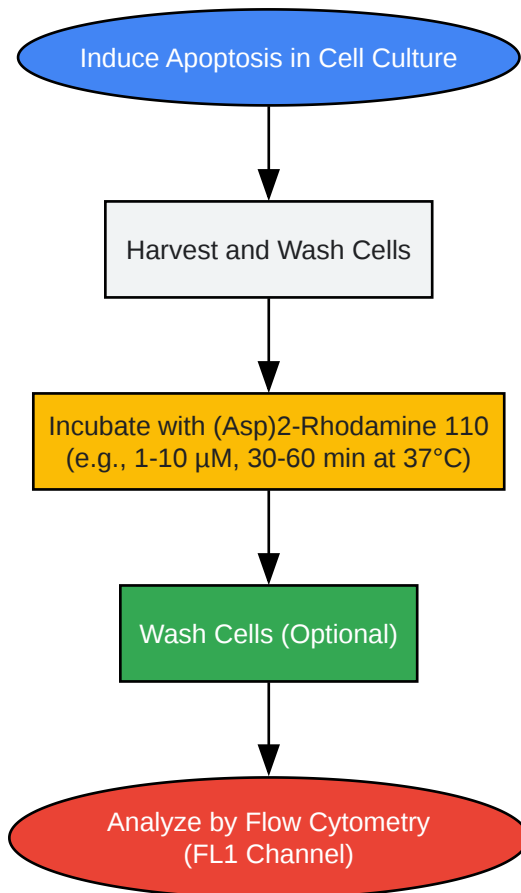 Induce Apoptosis in Cell Culture
Harvest and Wash Cells
Incubate with (Asp)2-Rhodamine 110
(e.g., 1-10 µM, 30-60 min at 37°C)
Wash Cells (Optional)
Analyze by Flow Cytometry
(FL1 Channel)